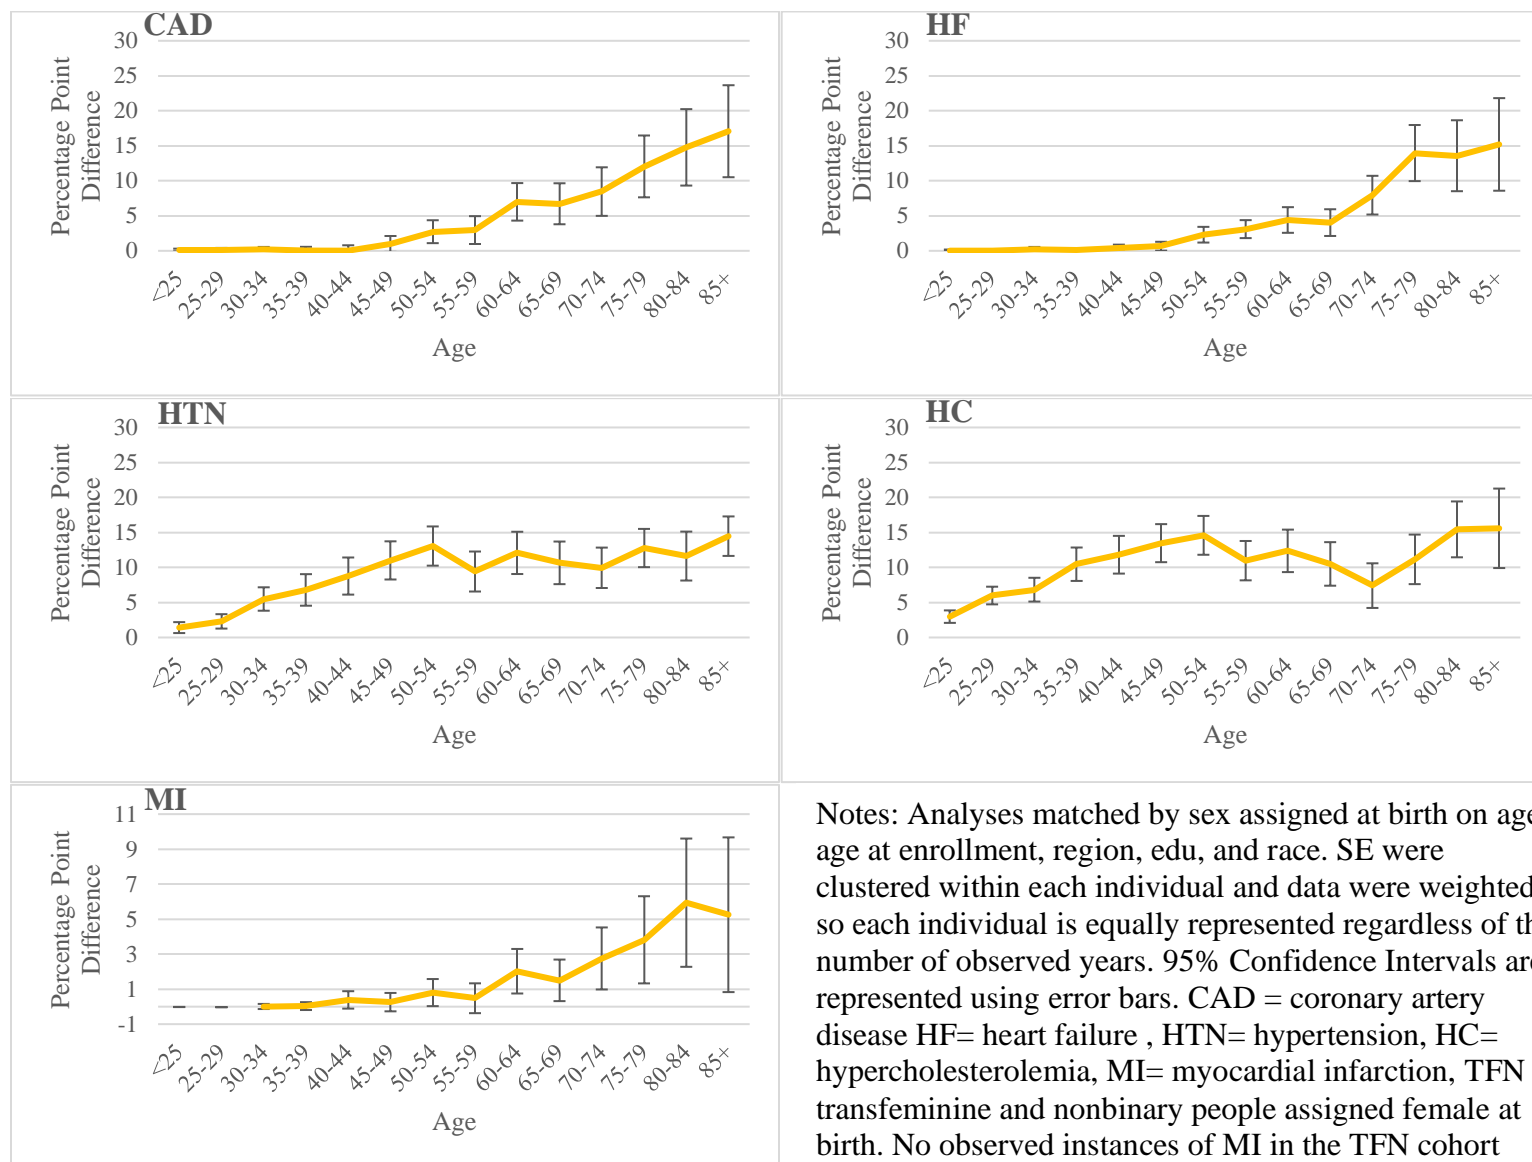 CAD
30
25
20
15
10
5
0
Percentage Point
Difference
<25 25-29 30-34 35-39 40-44 45-49 50-54 55-59 60-64 65-69 70-74 75-79 80-84 85+
Age
HF
30
25
20
15
10
5
0
Percentage Point
Difference
<25 25-29 30-34 35-39 40-44 45-49 50-54 55-59 60-64 65-69 70-74 75-79 80-84 85+
Age
HTN
30
25
20
15
10
5
0
Percentage Point
Difference
<25 25-29 30-34 35-39 40-44 45-49 50-54 55-59 60-64 65-69 70-74 75-79 80-84 85+
Age
HC
30
25
20
15
10
5
0
Percentage Point
Difference
<25 25-29 30-34 35-39 40-44 45-49 50-54 55-59 60-64 65-69 70-74 75-79 80-84 85+
Age
MI
11
9
7
5
3
1
-1
Percentage Point
Difference
<25 25-29 30-34 35-39 40-44 45-49 50-54 55-59 60-64 65-69 70-74 75-79 80-84 85+
Age
Notes: Analyses matched by sex assigned at birth on age
age at enrollment, region, edu, and race. SE were
clustered within each individual and data were weighted
so each individual is equally represented regardless of
number of observed years. 95% Confidence Intervals
represented using error bars. CAD = coronary artery
disease HF= heart failure , HTN= hypertension, HC=
hypercholesterolemia, MI= myocardial infarction, TFN
transfeminine and nonbinary people assigned female at
birth. No observed instances of MI in the TFN cohort